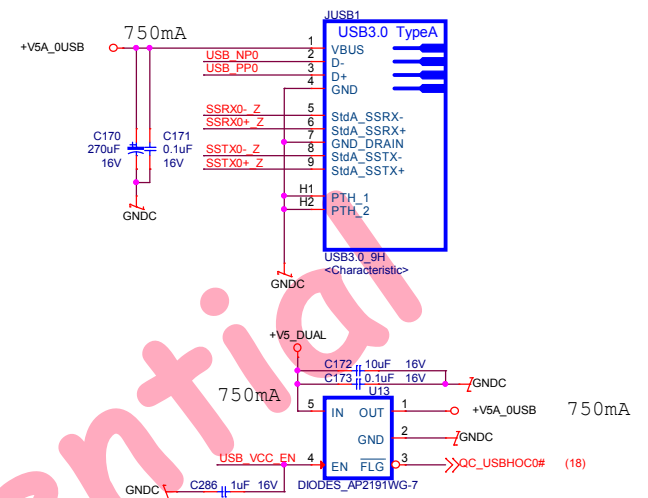 JUSB1
750mA
USB3.0 TypeA
+V5A_0USB
1 VBUS
USB_NP0 2 D-
USB_PP0 3 D+
4 GND
SSRX0-_Z 5 StdA_SSRX-
SSRX0+_Z 6 StdA_SSRX+
7 GND_DRAIN
SSTX0-_Z 8 StdA_SSTX-
SSTX0+_Z 9 StdA_SSTX+
C170 C171
270uF 0.1uF
16V 16V
H1 PTH_1
H2 PTH_2
GNDC
USB3.0_9H
<Characteristic>
GNDC
+V5_DUAL
C172 10uF 16V
C173 0.1uF 16V
GNDC
750mA
U13
5 IN OUT 1 +V5A_0USB 750mA
GND 2 GNDC
USB_VCC_EN 4 EN FLG 3 QC_USBHOC0# (18)
GNDC C286 1uF 16V DIODES_AP2191WG-7
ential